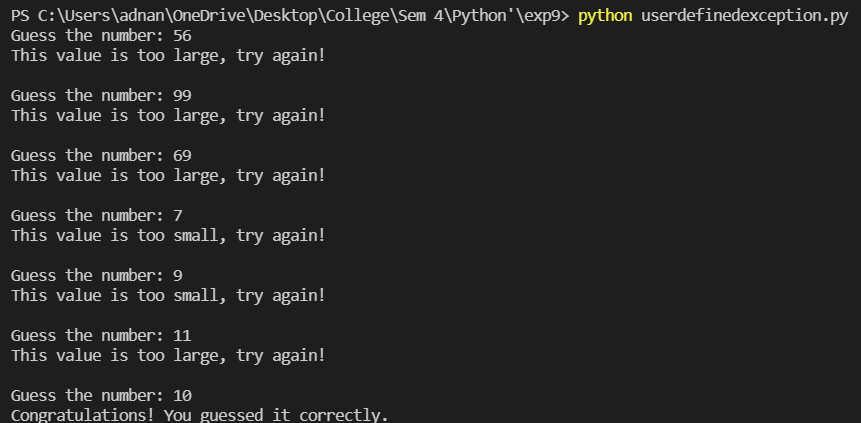 PS C:\Users\adnan\OneDrive\Desktop\College\Sem 4\Python'\exp9> python userdefinedexception.py
Guess the number: 56
This value is too large, try again!
Guess the number: 99
This value is too large, try again!
Guess the number: 69
This value is too large, try again!
Guess the number: 7
This value is too small, try again!
Guess the number: 9
This value is too small, try again!
Guess the number: 11
This value is too large, try again!
Guess the number: 10
Congratulations! You guessed it correctly.